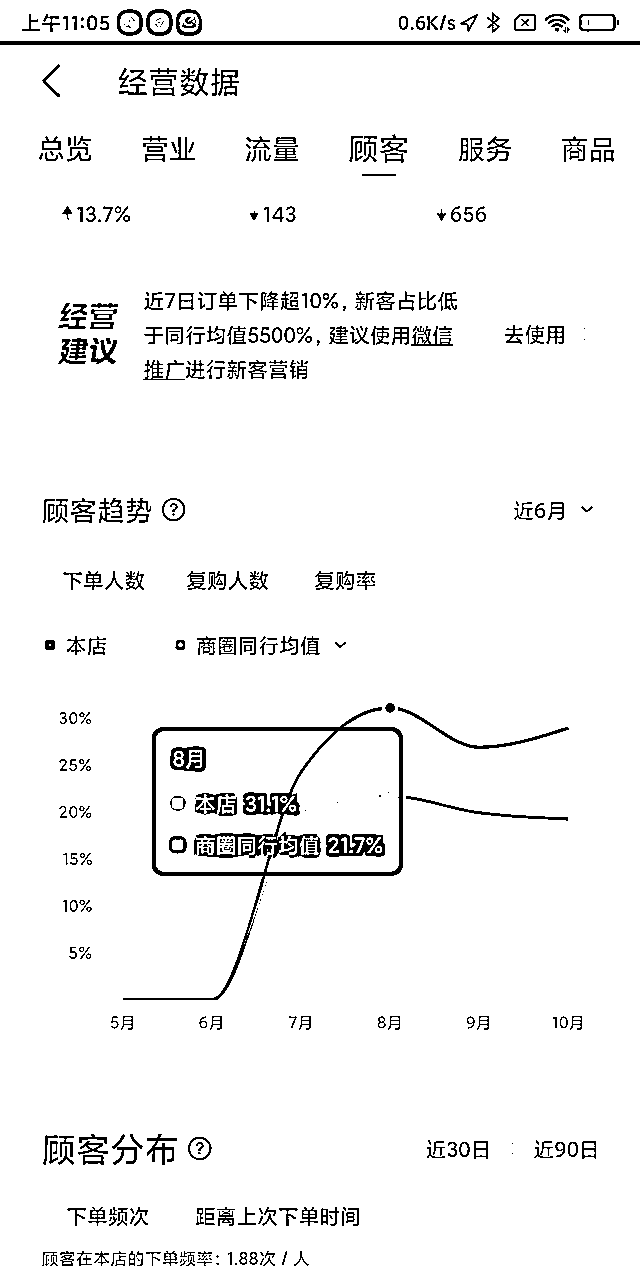 上午11:05 0.6K/s
经营数据
总览 营业 流量 顾客 服务 商品
13.7% 143 656
经营建议
近7日订单下降超10%，新客占比低
于同行均值5500%，建议使用微信
推广进行新客营销
去使用
顾客趋势 ? 近6月
下单人数 复购人数 复购率
本店 商圈同行均值
30%
25%
20%
15%
10%
5%
8月
本店 31.1%
商圈同行均值 21.7%
5月 6月 7月 8月 9月 10月
顾客分布 ? 近30日 近90日
下单频次 距离上次下单时间
顾客在本店的下单频率：1.88次 / 人